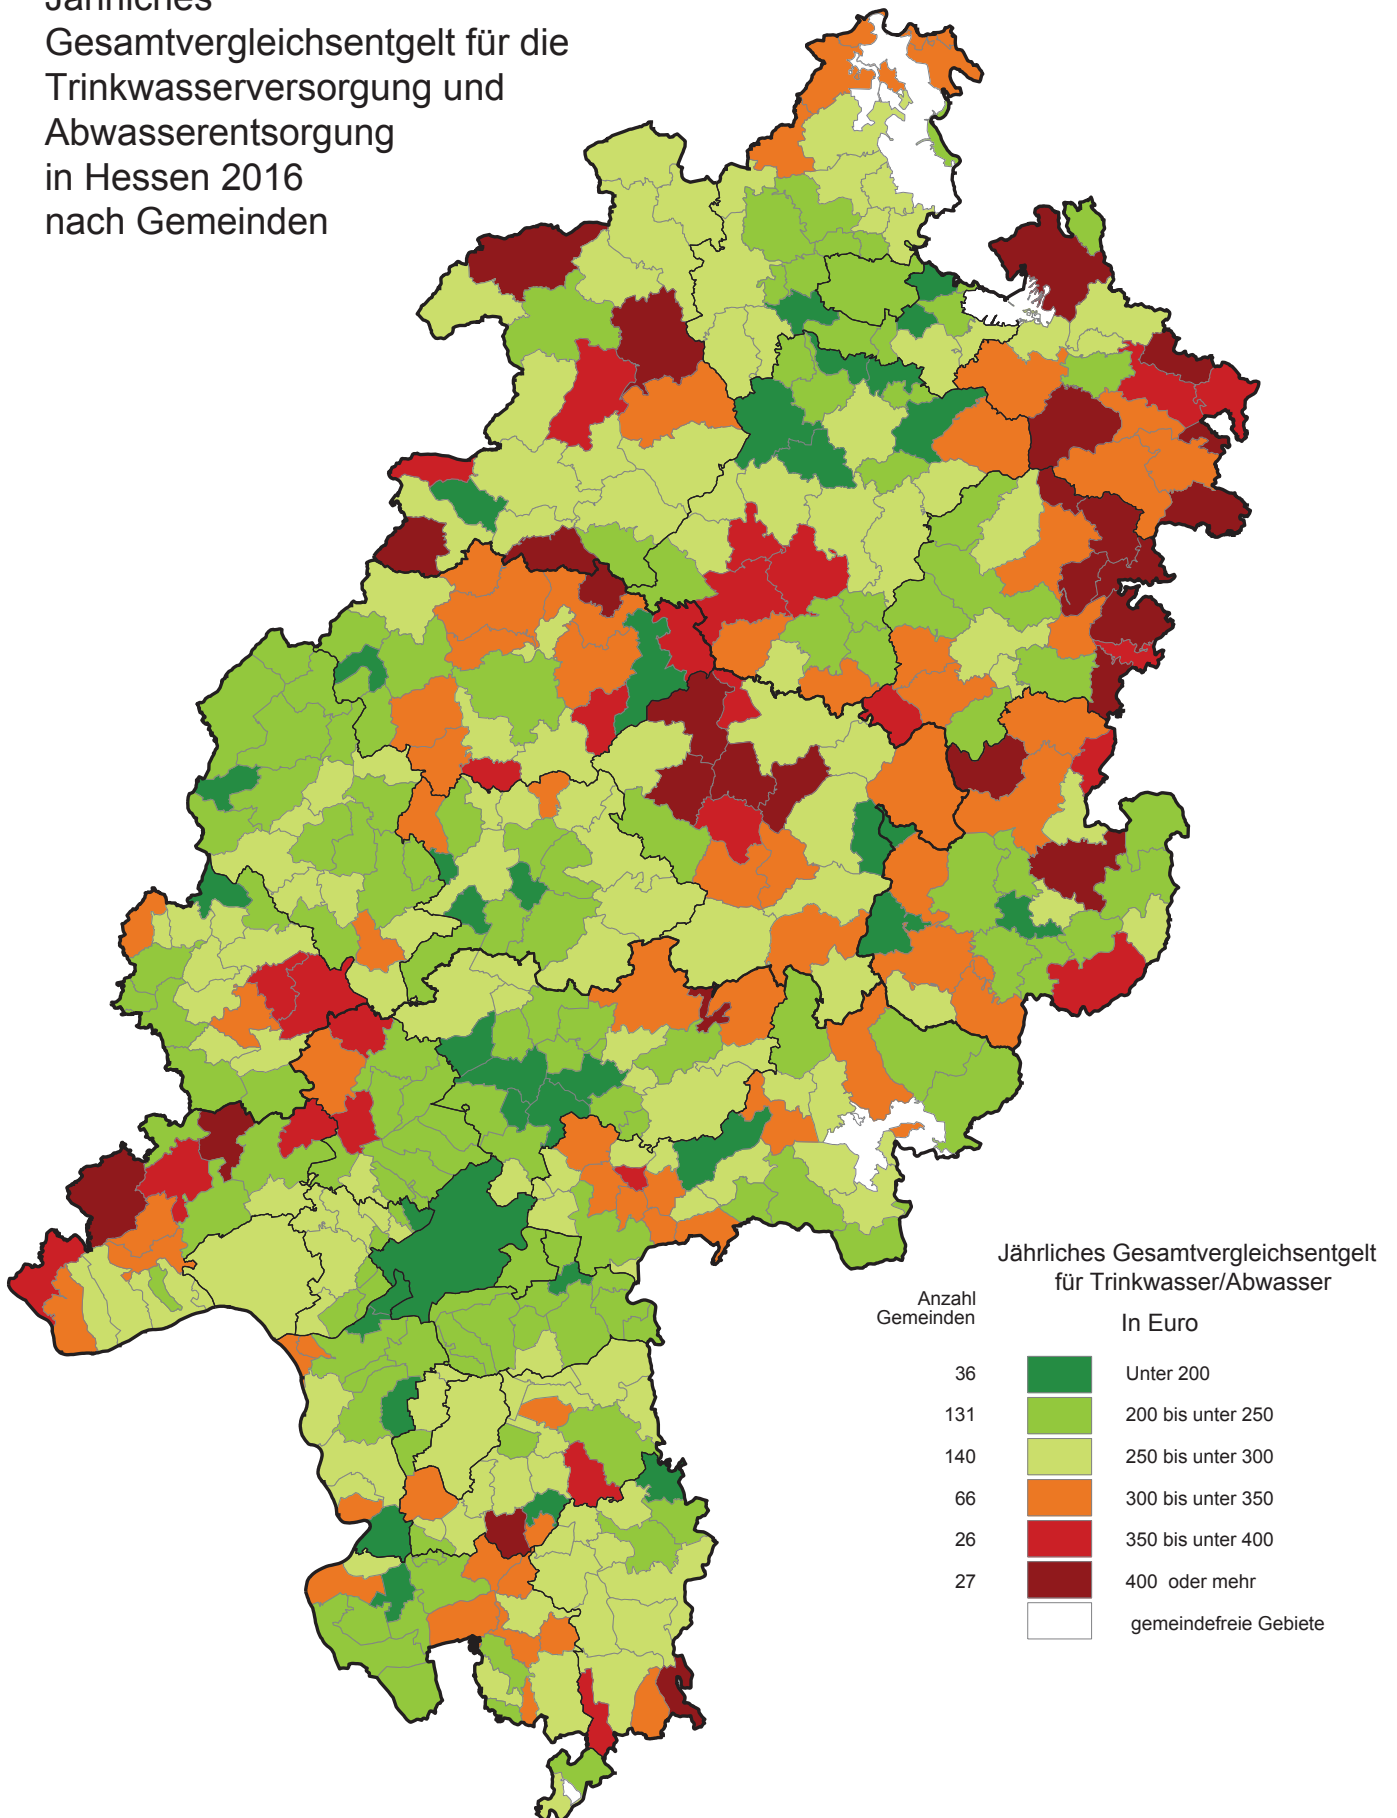 Jährliches
Gesamtvergleichsentgelt für die
Trinkwasserversorgung und
Abwasserentsorgung
in Hessen 2016
nach Gemeinden
Jährliches Gesamtvergleichsentgelt
für Trinkwasser/Abwasser
Anzahl
Gemeinden
In Euro
36 Unter 200
131 200 bis unter 250
140 250 bis unter 300
66 300 bis unter 350
26 350 bis unter 400
27 400 oder mehr
gemeindefreie Gebiete